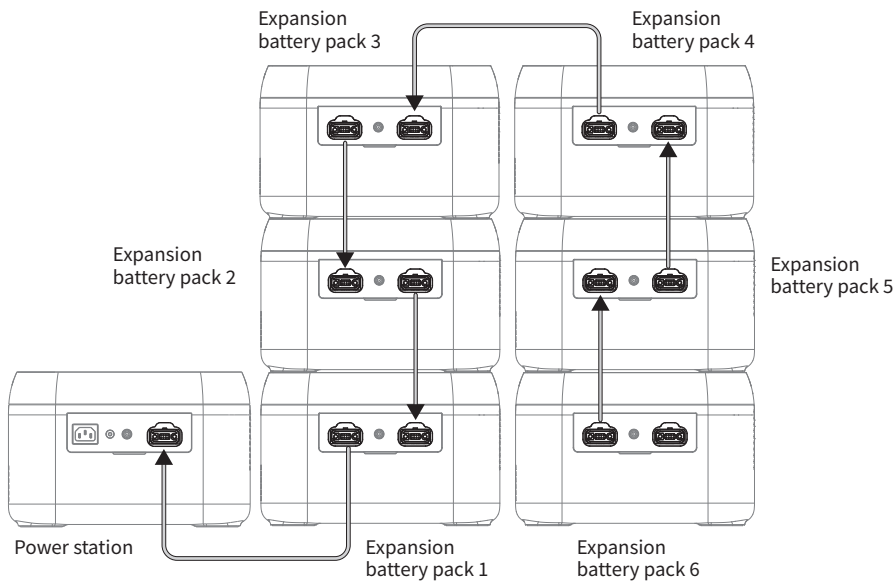 Expansion
battery pack 3
Expansion
battery pack 4
Expansion
battery pack 2
Expansion
battery pack 5
Power station
Expansion
battery pack 1
Expansion
battery pack 6